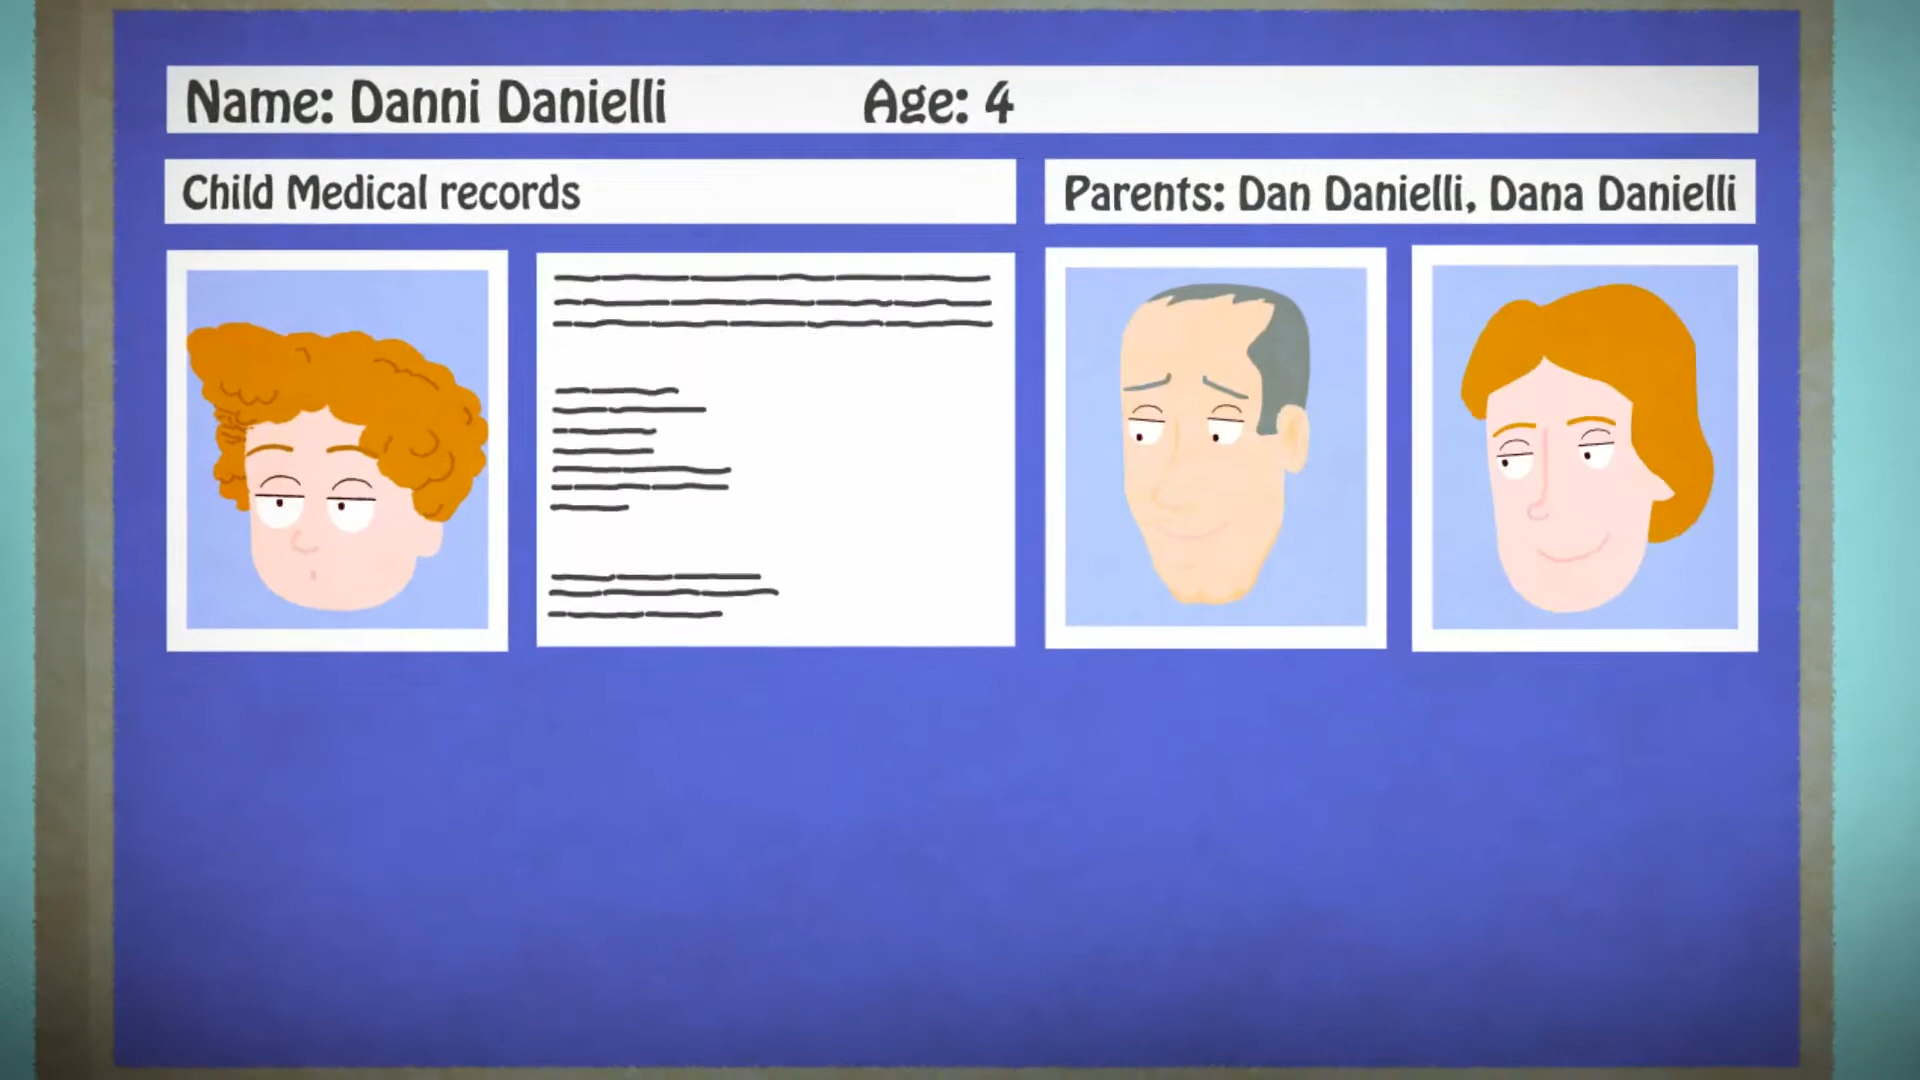 Name: Danni Danielli Age: 4
Child Medical records
Parents: Dan Danielli, Dana Danielli